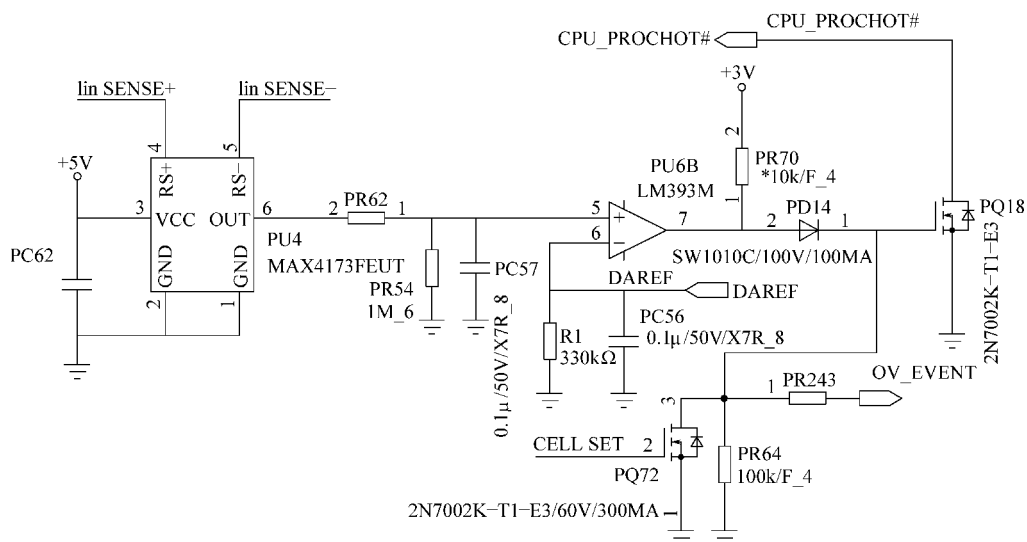 CPU_PROCHOT#
CPU_PROCHOT#
Iin SENSE+
Iin SENSE−
+3V
4
5
2
+5V
RS+
RS−
PR70
*10k/F_4
PU6B
LM393M
3
VCC
OUT
6
2
PR62
1
5
+
7
1
2
PD14
1
PQ18
PC62
GND
GND
PU4
MAX4173FEUT
PC57
6
−
SW1010C/100V/100MA
2N7002K−T1−E3
2
1
PR54
1M_6
0.1μ/50V/X7R_8
DAREF
DAREF
R1
330kΩ
PC56
0.1μ/50V/X7R_8
3
1
PR243
OV_EVENT
CELL SET
2
PQ72
PR64
100k/F_4
2N7002K−T1−E3/60V/300MA
1